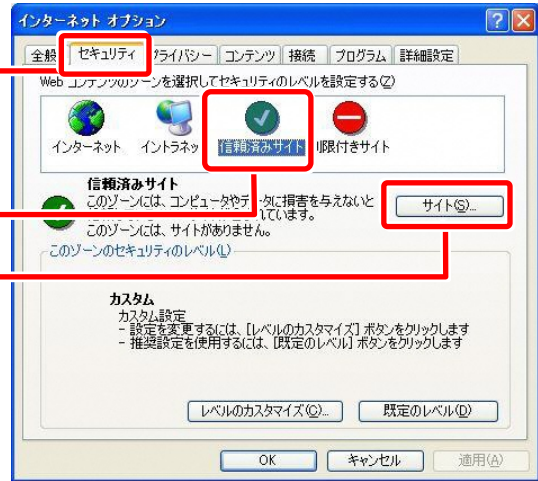 インターネット オプション
全般 セキュリティ プライバシー コンテンツ 接続 プログラム 詳細設定
Web コンテンツのゾーンを選択してセキュリティのレベルを設定する(Z)
インターネット イントラネッ 信頼済みサイト 限付きサイト
信頼済みサイト
このゾーンには、コンピュータやデータに損害を与えないと
サイト(S)...
ています。
このゾーンには、サイトがありません。
このゾーンのセキュリティのレベル(L)
カスタム
カスタム設定
- 設定を変更するには、[レベルのカスタマイズ] ボタンをクリックします
- 推奨設定を使用するには、[既定のレベル] ボタンをクリックします
レベルのカスタマイズ(C)... 既定のレベル(D)
OK キャンセル 適用(A)